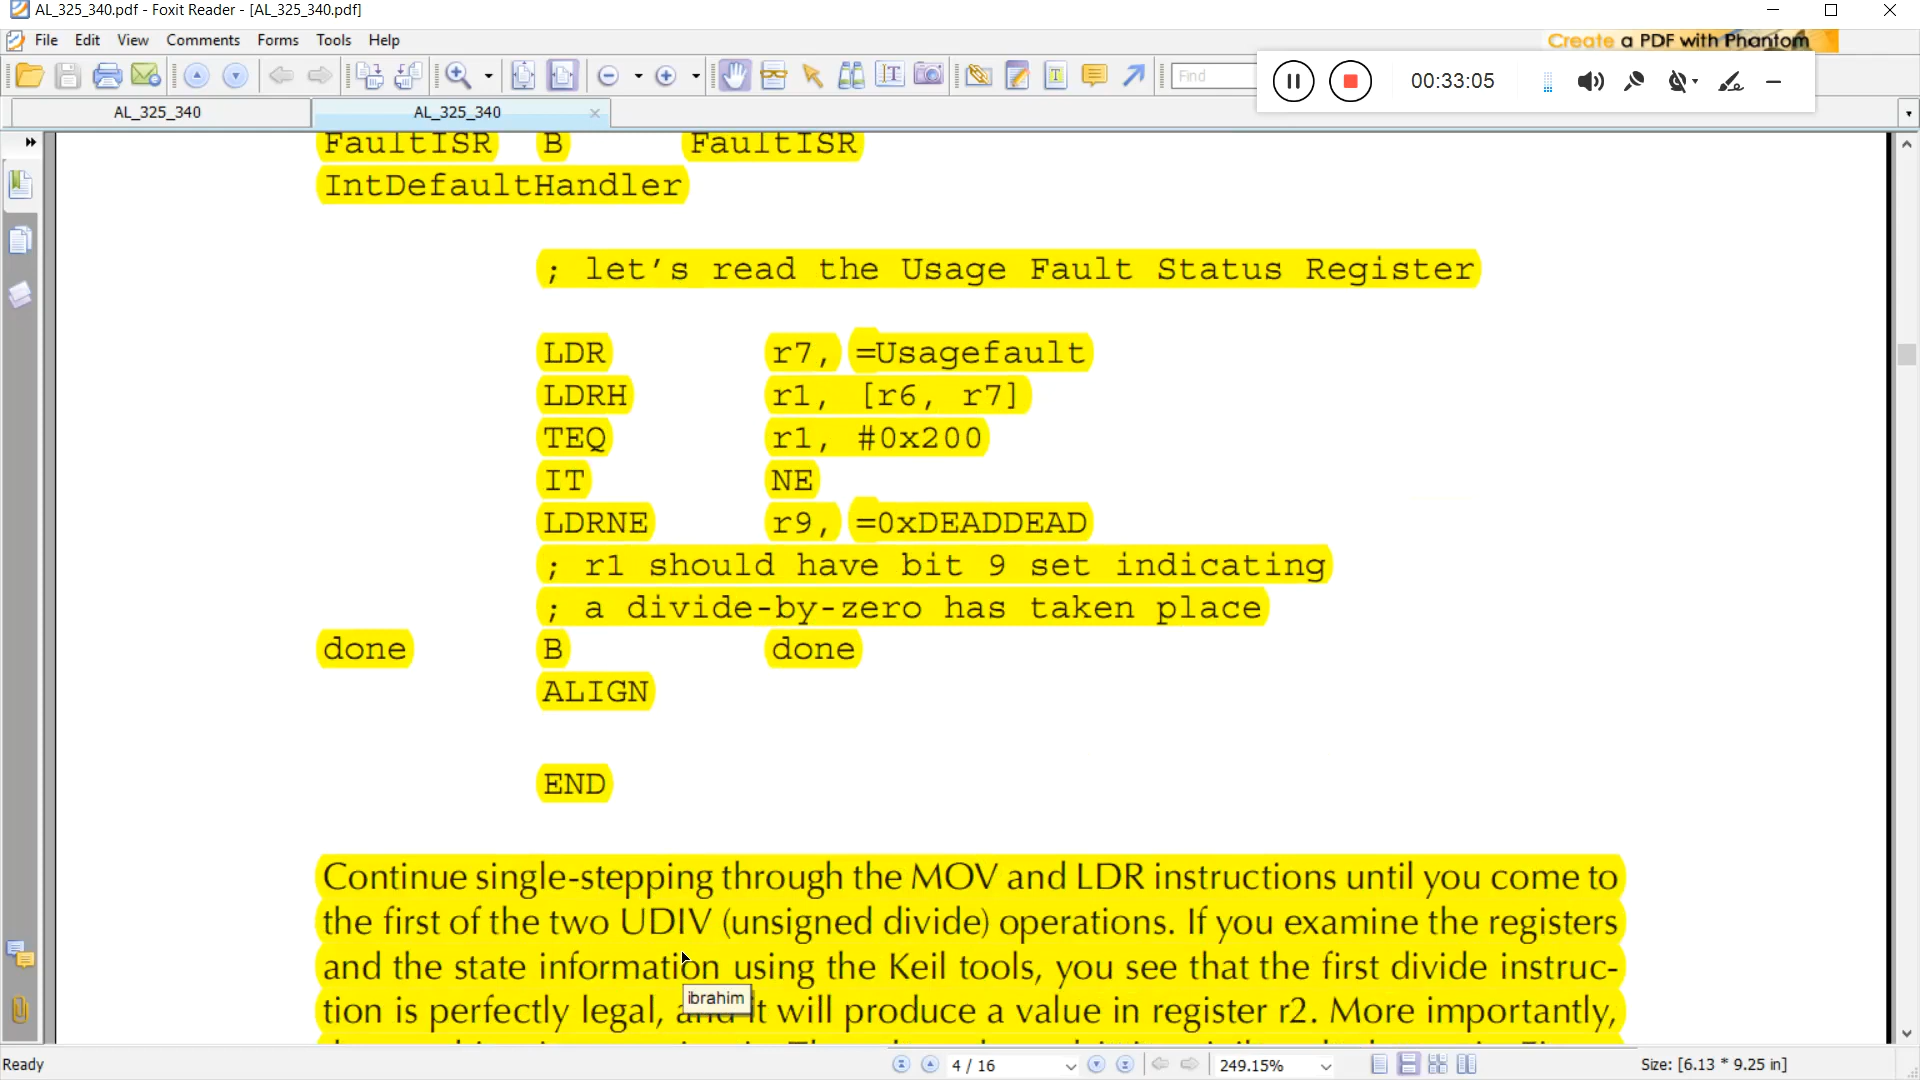 AL_325_340.pdf - Foxit Reader - [AL_325_340.pdf]
File Edit View Comments Forms Tools Help
Create a PDF with Phantom
Find
00:33:05
AL_325_340 AL_325_340
FaultISR B FaultISR
IntDefaultHandler
; let’s read the Usage Fault Status Register
LDR r7, =Usagefault
LDRH r1, [r6, r7]
TEQ r1, #0x200
IT NE
LDRNE r9, =0xDEADDEAD
; r1 should have bit 9 set indicating
; a divide-by-zero has taken place
done B done
ALIGN
END
Continue single-stepping through the MOV and LDR instructions until you come to
the first of the two UDIV (unsigned divide) operations. If you examine the registers
and the state information using the Keil tools, you see that the first divide instruc-
ibrahim
tion is perfectly legal, and it will produce a value in register r2. More importantly,
Ready 4 / 16 249.15% Size: [6.13 * 9.25 in]